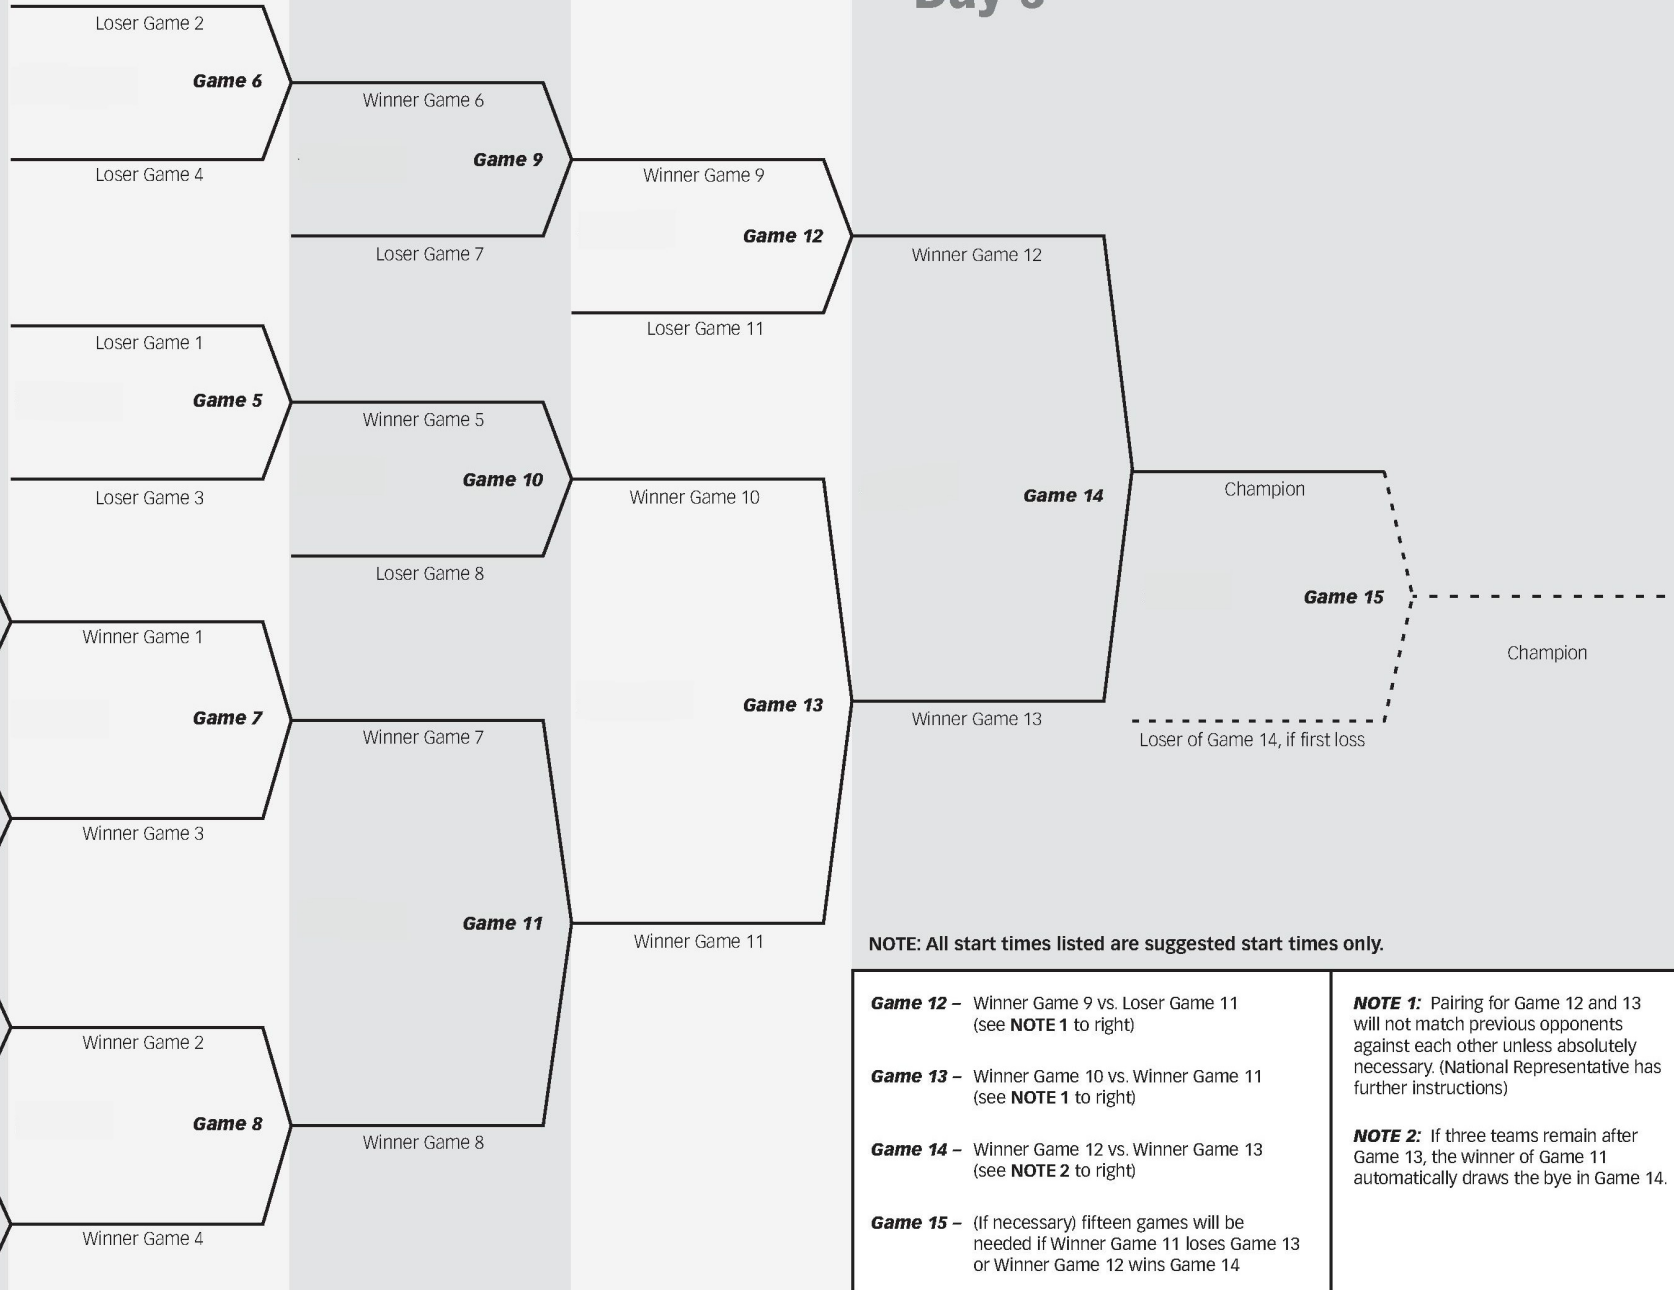 Loser Game 2
Game 6
Loser Game 4
Winner Game 6
Game 9
Loser Game 7
Winner Game 9
Game 12
Loser Game 11
Winner Game 12
Loser Game 1
Game 5
Loser Game 3
Winner Game 5
Game 10
Loser Game 8
Winner Game 10
Game 13
Winner Game 13
Game 14
Champion
Game 15
Champion
Loser of Game 14, if first loss
Winner Game 1
Game 7
Winner Game 3
Winner Game 7
Game 11
Winner Game 11
Winner Game 2
Game 8
Winner Game 4
Winner Game 8
NOTE: All start times listed are suggested start times only.
Game 12 – Winner Game 9 vs. Loser Game 11
(see NOTE 1 to right)
Game 13 – Winner Game 10 vs. Winner Game 11
(see NOTE 1 to right)
Game 14 – Winner Game 12 vs. Winner Game 13
(see NOTE 2 to right)
Game 15 – (If necessary) fifteen games will be
needed if Winner Game 11 loses Game 13
or Winner Game 12 wins Game 14
NOTE 1: Pairing for Game 12 and 13
will not match previous opponents
against each other unless absolutely
necessary. (National Representative has
further instructions)
NOTE 2: If three teams remain after
Game 13, the winner of Game 11
automatically draws the bye in Game 14.